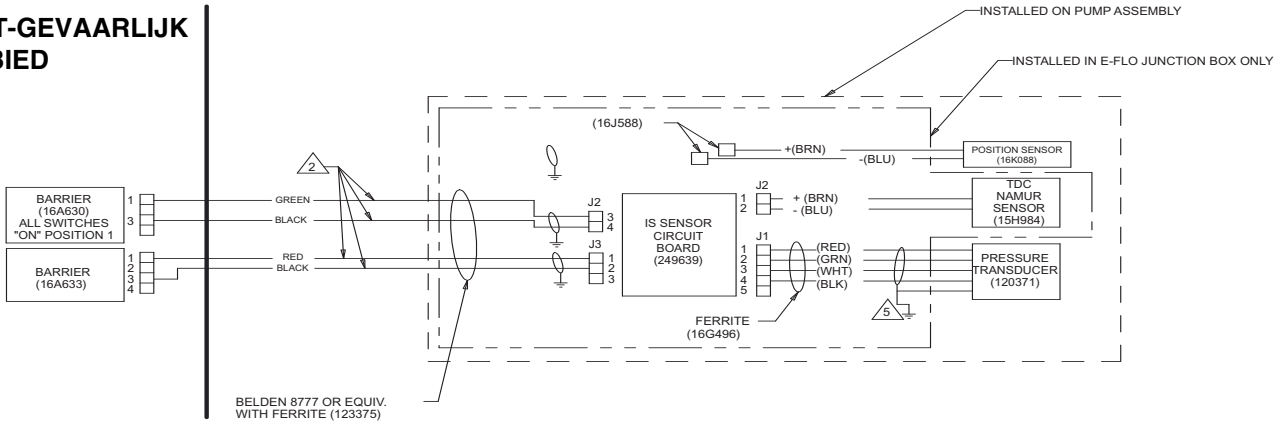 T-GEVAARLIJK
BIED
INSTALLED ON PUMP ASSEMBLY
INSTALLED IN E-FLO JUNCTION BOX ONLY
(16J588)
+(BRN)
-(BLU)
POSITION SENSOR
(16K088)
2
BARRIER
(16A630)
ALL SWITCHES
"ON" POSITION 1
1
3
GREEN
BLACK
J2
3
4
IS SENSOR
CIRCUIT
BOARD
(249639)
J2
1
2
+ (BRN)
- (BLU)
TDC
NAMUR
SENSOR
(15H984)
BARRIER
(16A633)
1
2
3
4
RED
BLACK
J3
1
2
3
J1
1
2
3
4
5
(RED)
(GRN)
(WHT)
(BLK)
PRESSURE
TRANSDUCER
(120371)
5
FERRITE
(16G496)
BELDEN 8777 OR EQUIV.
WITH FERRITE (123375)